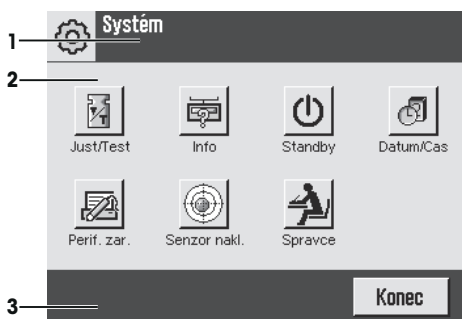 Systém
1
2
Just/Test Info Standby Datum/Cas
Perif. zar. Senzor nakl. Spravce
3
Konec